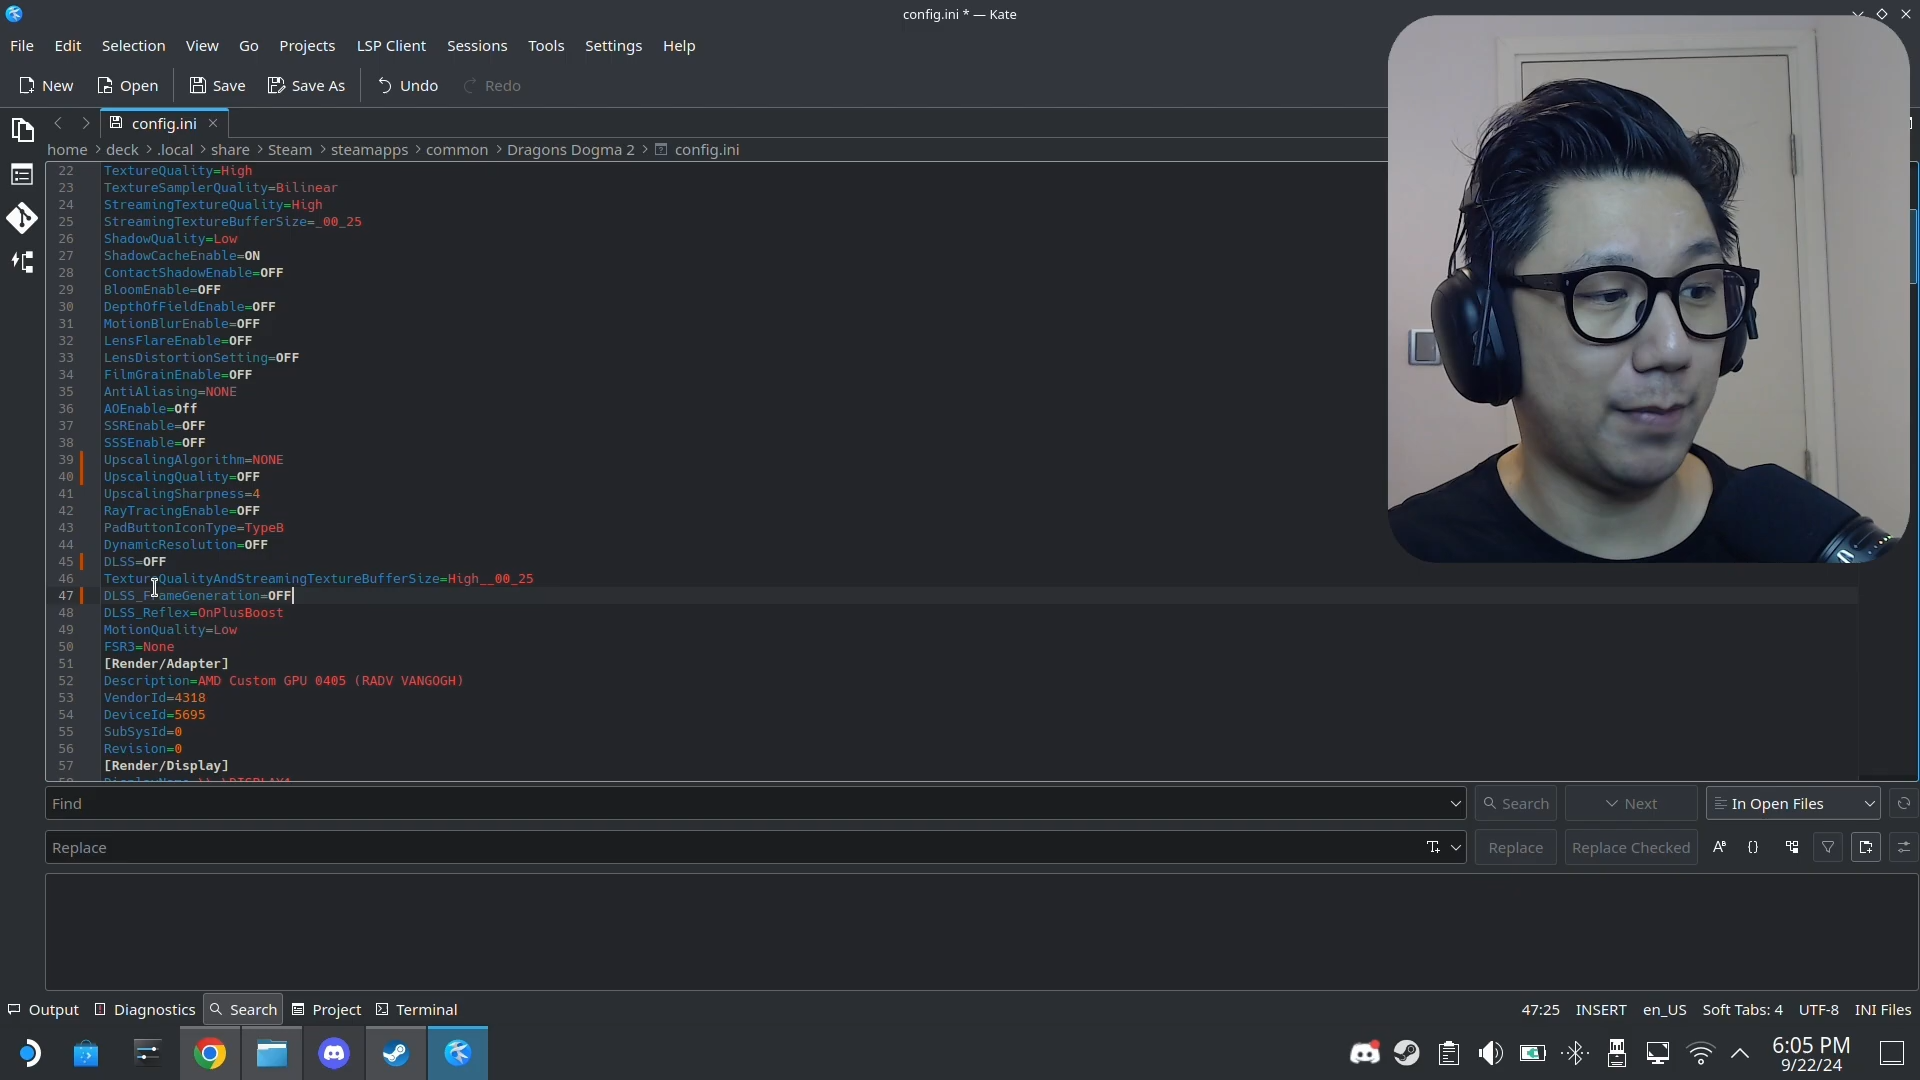 config.ini * — Kate
File Edit Selection View Go Projects LSP Client Sessions Tools Settings Help
New Open Save Save As Undo Redo
config.ini
home > deck > .local > share > Steam > steamapps > common > Dragons Dogma 2 > config.ini
22 TextureQuality=High
23 TextureSamplerQuality=Bilinear
24 StreamingTextureQuality=High
25 StreamingTextureBufferSize=_00_25
26 ShadowQuality=Low
27 ShadowCacheEnable=ON
28 ContactShadowEnable=OFF
29 BloomEnable=OFF
30 DepthOfFieldEnable=OFF
31 MotionBlurEnable=OFF
32 LensFlareEnable=OFF
33 LensDistortionSetting=OFF
34 FilmGrainEnable=OFF
35 AntiAliasing=NONE
36 AOEnable=Off
37 SSREnable=OFF
38 SSSEnable=OFF
39 UpscalingAlgorithm=NONE
40 UpscalingQuality=OFF
41 UpscalingSharpness=4
42 RayTracingEnable=OFF
43 PadButtonIconType=TypeB
44 DynamicResolution=OFF
45 DLSS=OFF
46 TextureQualityAndStreamingTextureBufferSize=High__00_25
47 DLSS_FrameGeneration=OFF
48 DLSS_Reflex=OnPlusBoost
49 MotionQuality=Low
50 FSR3=None
51 [Render/Adapter]
52 Description=AMD Custom GPU 0405 (RADV VANGOGH)
53 VendorId=4318
54 DeviceId=5695
55 SubSysId=0
56 Revision=0
57 [Render/Display]
Find Search Next In Open Files
Replace Replace Replace Checked
Output Diagnostics Search Project Terminal 47:25 INSERT en_US Soft Tabs: 4 UTF-8 INI Files
6:05 PM
9/22/24